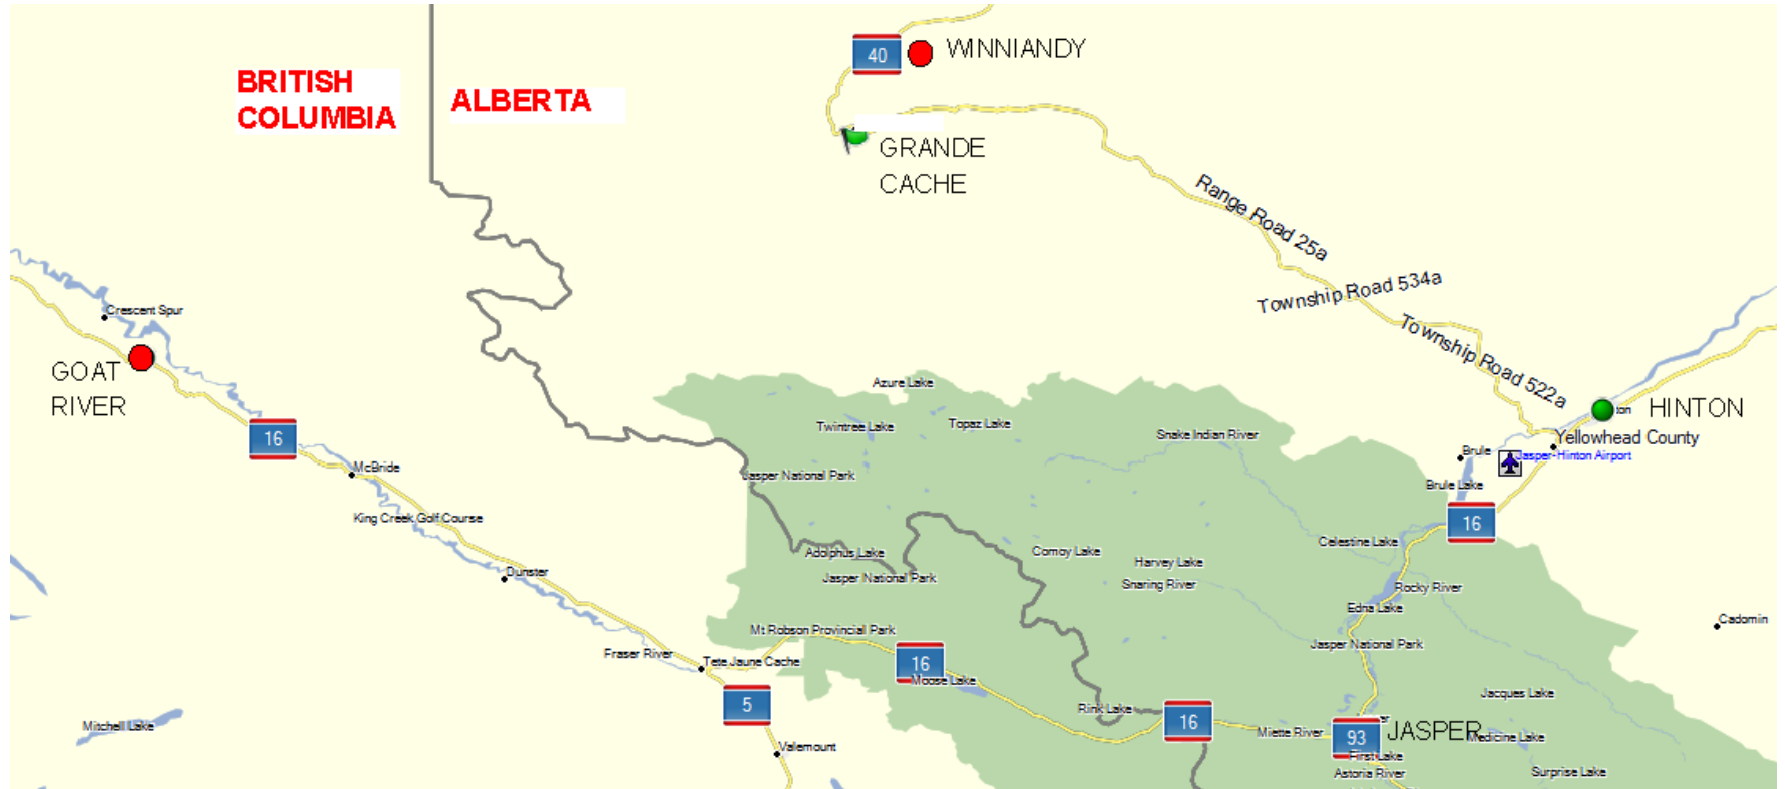 40
WINNIANDY
BRITISH
COLUMBIA
ALBERTA
GRANDE
CACHE
Range Road 25a
Township Road 534a
Township Road 522a
Crescent Spur
GOAT
RIVER
16
McBride
King Creek Golf Course
Dunster
Fraser River
Tete Jaune Cache
5
Valemount
Mitchell Lake
Azure Lake
Twintree Lake
Topaz Lake
Snake Indian River
Jasper National Park
Adolphus Lake
Jasper National Park
Comoy Lake
Harvey Lake
Snaring River
Mt Robson Provincial Park
16
Moose Lake
Rink Lake
16
Miette River
93
JASPER
First Lake
Astoria River
Medicine Lake
Surprise Lake
Jacques Lake
Jasper National Park
Edna Lake
Rocky River
Celestine Lake
16
Brule Lake
Brule
Jasper-Hinton Airport
Yellowhead County
ton
HINTON
Cadomin